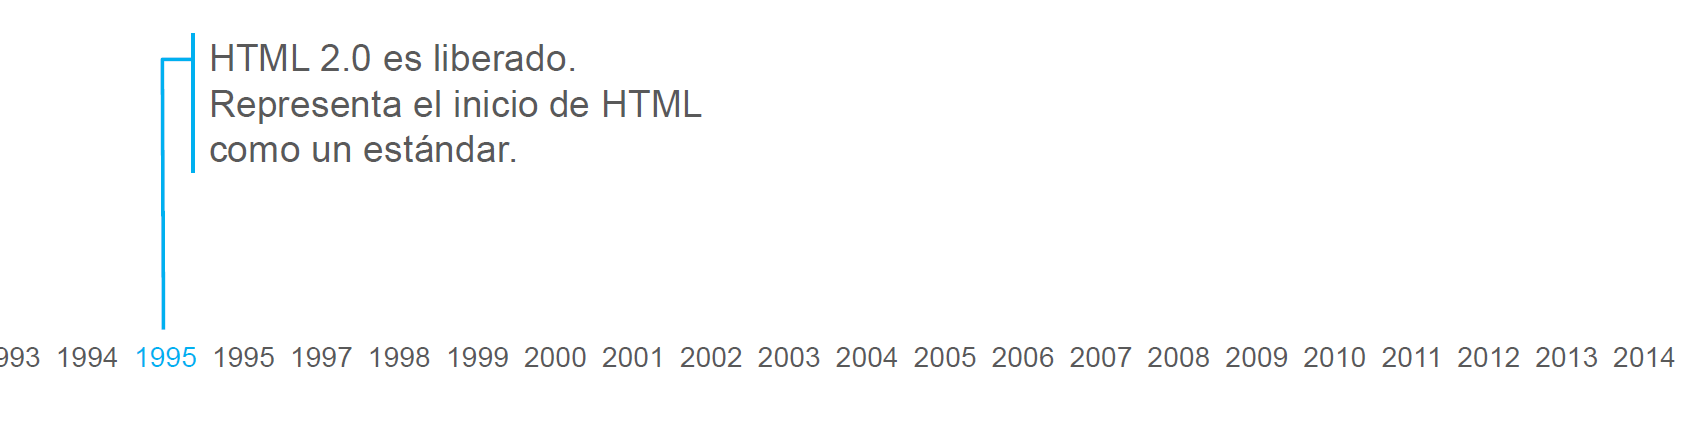 HTML 2.0 es liberado.
Representa el inicio de HTML
como un estándar.
993 1994 1995 1995 1997 1998 1999 2000 2001 2002 2003 2004 2005 2006 2007 2008 2009 2010 2011 2012 2013 2014